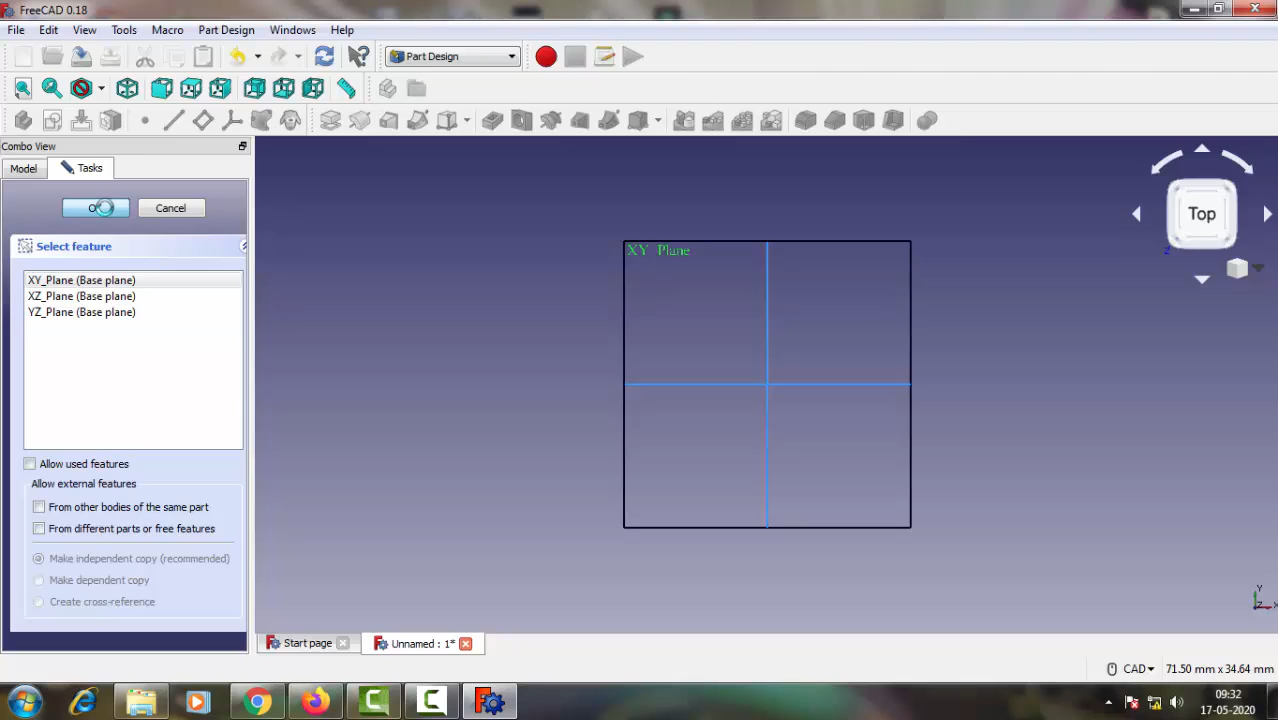 FreeCAD 0.18
File Edit View Tools Macro Part Design Windows Help
Part Design
Combo View
Model Tasks
O Cancel
Select feature
XY_Plane (Base plane)
XZ_Plane (Base plane)
YZ_Plane (Base plane)
Allow used features
Allow external features
From other bodies of the same part
From different parts or free features
Make independent copy (recommended)
Make dependent copy
Create cross-reference
XY Plane
Top
Z
Y
Z X
Start page Unnamed : 1*
CAD 71.50 mm x 34.64 mm
09:32
17-05-2020